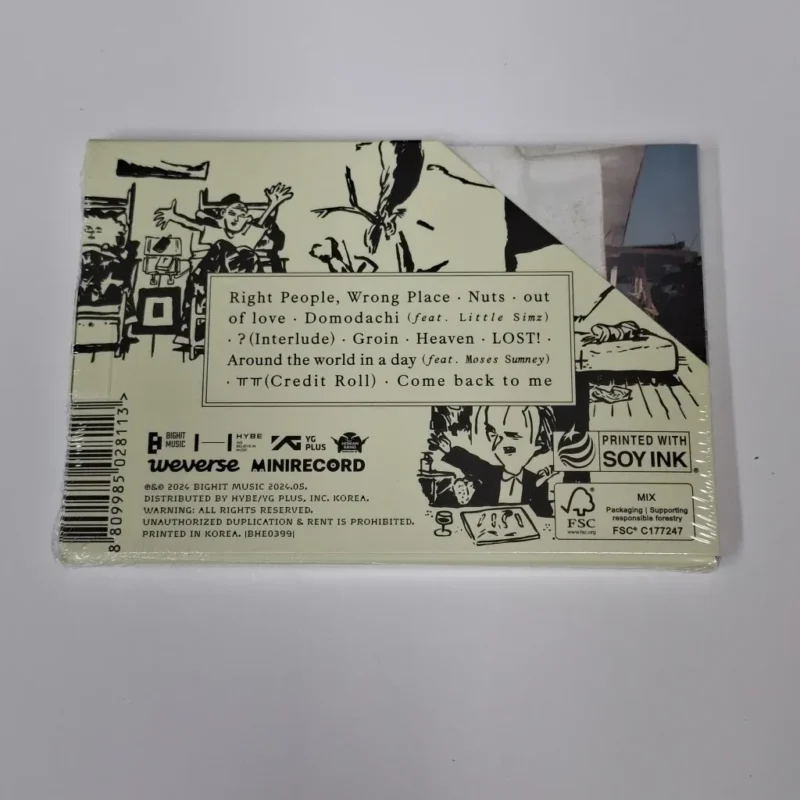 Right People, Wrong Place · Nuts · out
of love · Domodachi (feat. Little Simz)
· ? (Interlude) · Groin · Heaven · LOST! ·
Around the world in a day (feat. Moses Sumney)
· ㅠㅠ(Credit Roll) · Come back to me
8 809985 028113 >
BIGHIT MUSIC
HYBE
YG PLUS
weverse MINIRECORD
℗&© 2024 BIGHIT MUSIC 2024.05.
DISTRIBUTED BY HYBE/YG PLUS, INC. KOREA.
WARNING: ALL RIGHTS RESERVED.
UNAUTHORIZED DUPLICATION & RENT IS PROHIBITED.
PRINTED IN KOREA. |BHE0399|
PRINTED WITH
SOY INK
FSC
www.fsc.org
MIX
Packaging | Supporting
responsible forestry
FSC® C177247